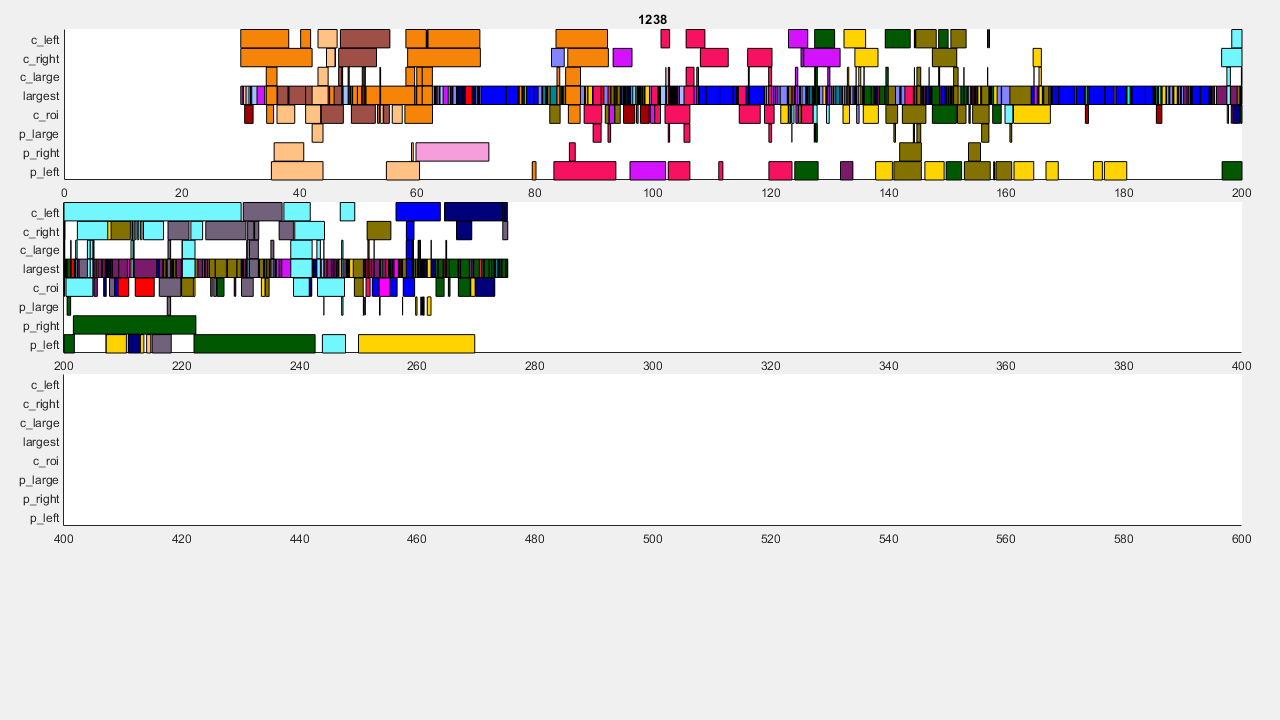 1238
c_left
c_right
c_large
largest
c_roi
p_large
p_right
p_left
0 20 40 60 80 100 120 140 160 180 200
c_left
c_right
c_large
largest
c_roi
p_large
p_right
p_left
200 220 240 260 280 300 320 340 360 380 400
c_left
c_right
c_large
largest
c_roi
p_large
p_right
p_left
400 420 440 460 480 500 520 540 560 580 600